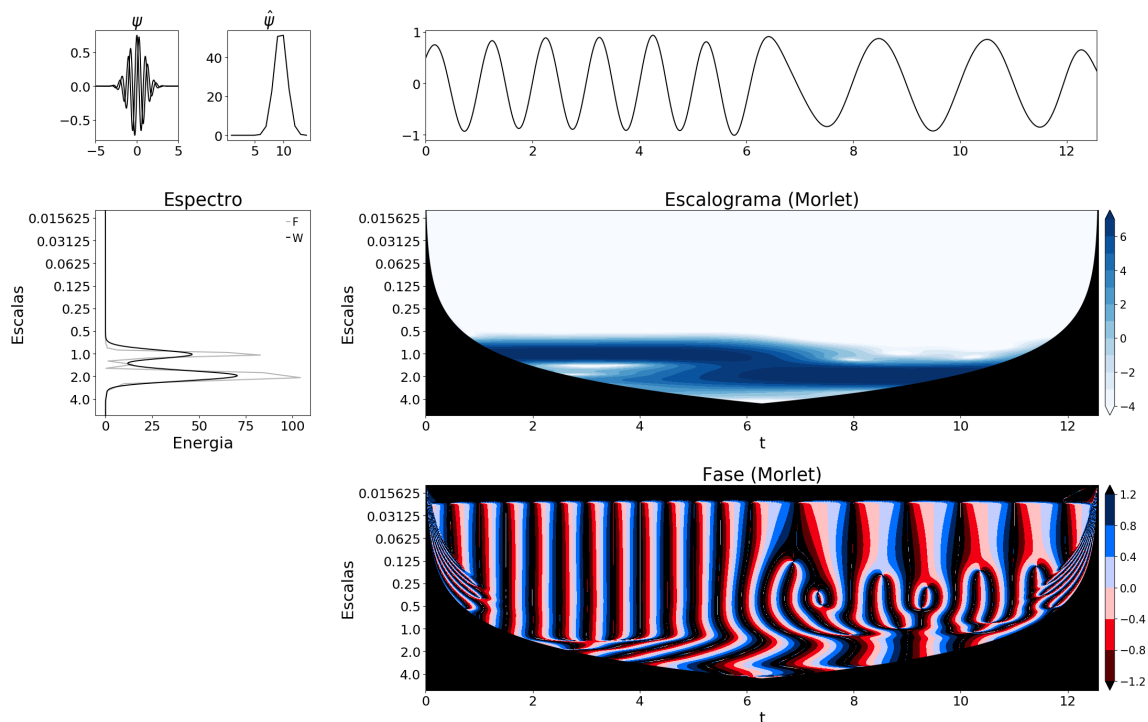 ψ
ψ̂
0.5
0.0
−0.5
−5 0 5
40
20
0
5 10
1
0
−1
0 2 4 6 8 10 12
Espectro
Escalas
0.015625
0.03125
0.0625
0.125
0.25
0.5
1.0
2.0
4.0
F
W
0 25 50 75 100
Energia
Escalograma (Morlet)
Escalas
0.015625
0.03125
0.0625
0.125
0.25
0.5
1.0
2.0
4.0
0 2 4 6 8 10 12
t
6
4
2
0
−2
−4
Fase (Morlet)
Escalas
0.015625
0.03125
0.0625
0.125
0.25
0.5
1.0
2.0
4.0
0 2 4 6 8 10 12
t
1.2
0.8
0.4
0.0
−0.4
−0.8
−1.2